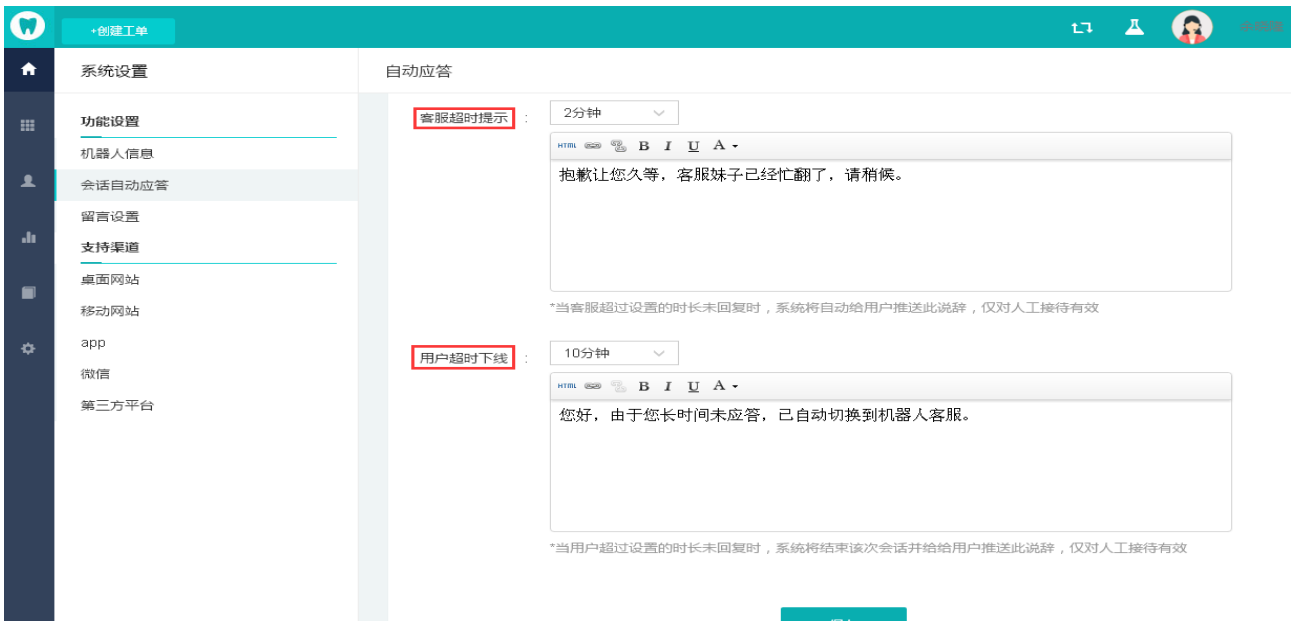 +创建工单
系统设置
自动应答
功能设置
机器人信息
会话自动应答
留言设置
支持渠道
桌面网站
移动网站
app
微信
第三方平台
客服超时提示 : 2分钟
HTML B I U A
抱歉让您久等，客服妹子已经忙翻了，请稍候。
*当客服超过设置的时长未回复时，系统将自动给用户推送此说辞，仅对人工接待有效
用户超时下线 : 10分钟
HTML B I U A
您好，由于您长时间未应答，已自动切换到机器人客服。
*当用户超过设置的时长未回复时，系统将结束该次会话并给给用户推送此说辞，仅对人工接待有效